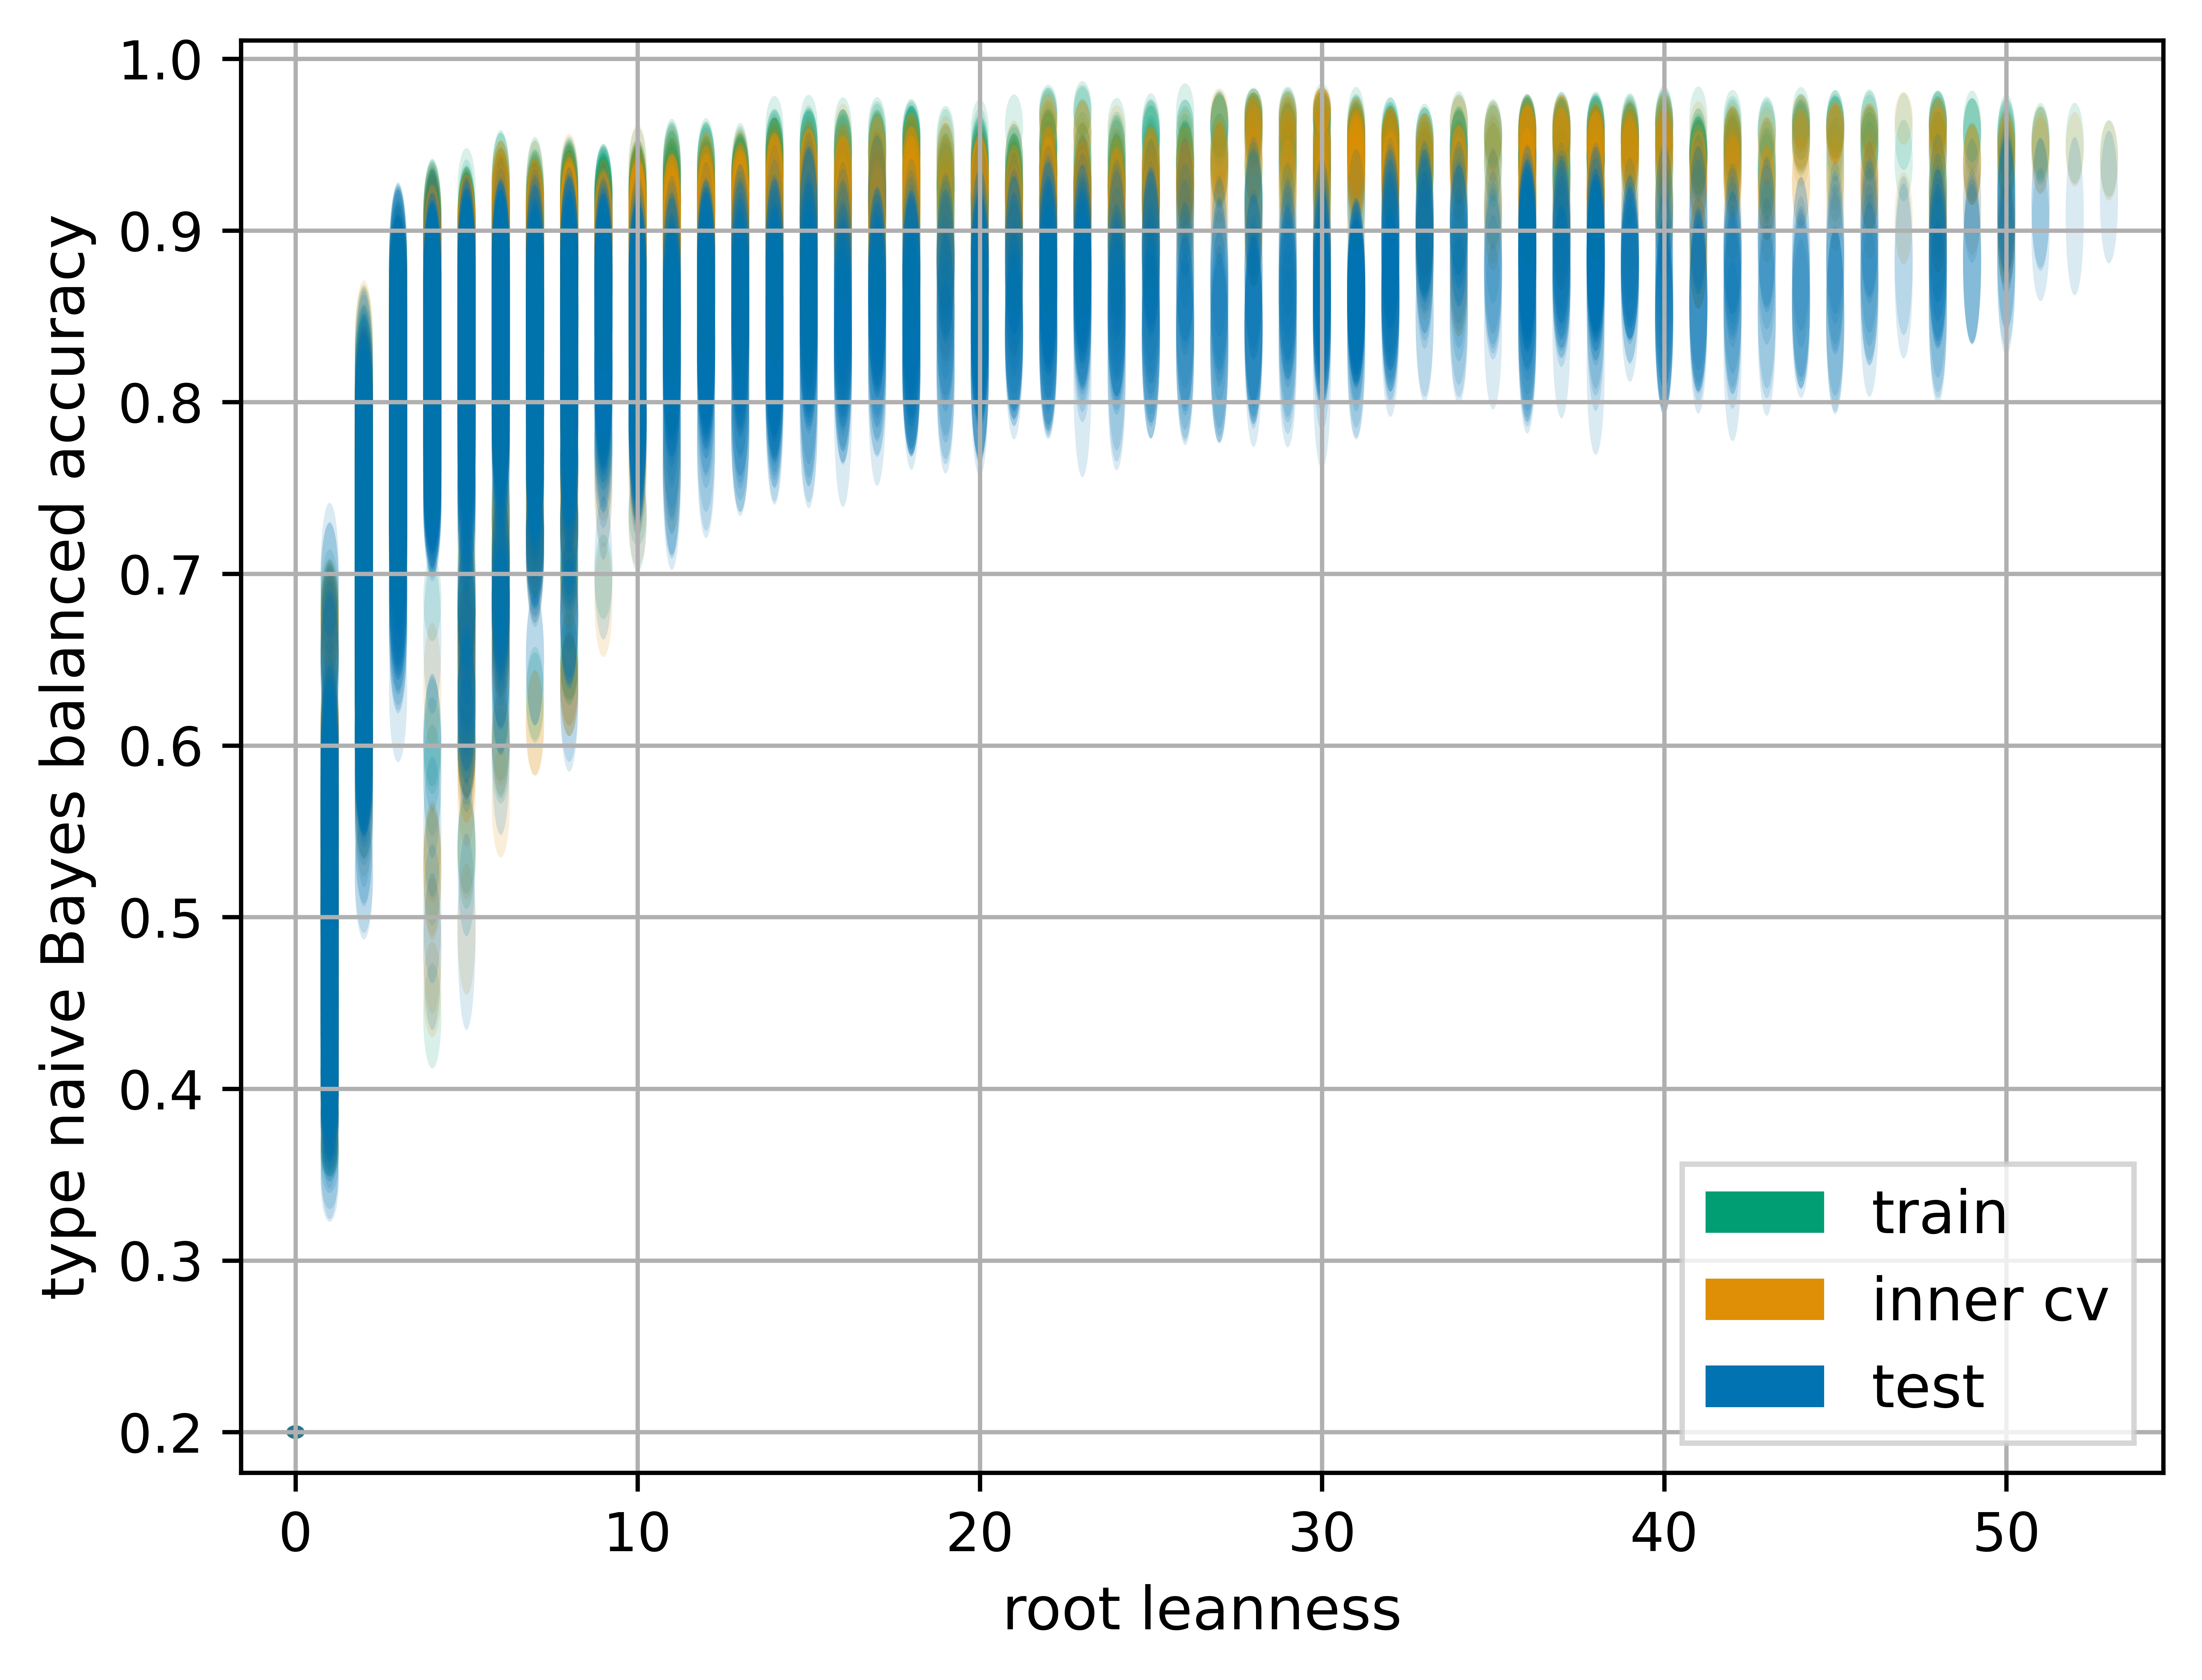 type naive Bayes balanced accuracy
1.0
0.9
0.8
0.7
0.6
0.5
0.4
0.3
0.2
0 10 20 30 40 50
root leanness
train
inner cv
test